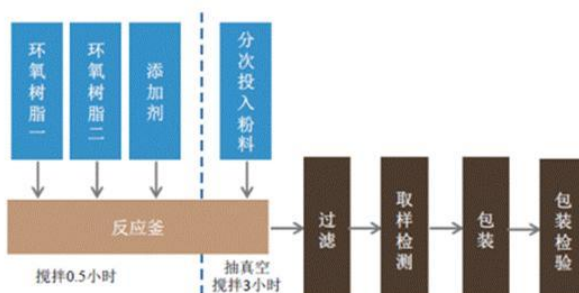 环氧树脂一
环氧树脂二
添加剂
分次投入粉料
反应釜
过滤
取样检测
包装
包装检验
搅拌0.5小时
抽真空
搅拌3小时